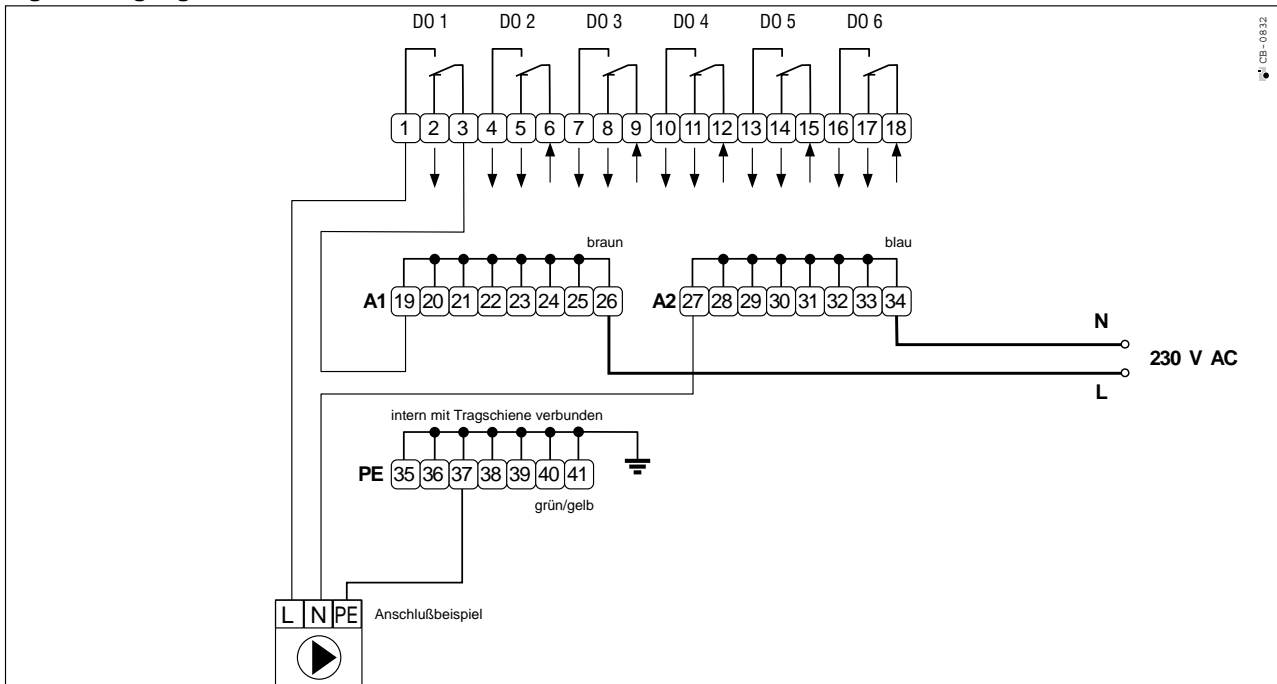 DO 1 DO 2 DO 3 DO 4 DO 5 DO 6
CB-0832
1 2 3 4 5 6 7 8 9 10 11 12 13 14 15 16 17 18
braun blau
A1 19 20 21 22 23 24 25 26 A2 27 28 29 30 31 32 33 34
N
230 V AC
L
intern mit Tragschiene verbunden
PE 35 36 37 38 39 40 41
grün/gelb
L N PE Anschlußbeispiel